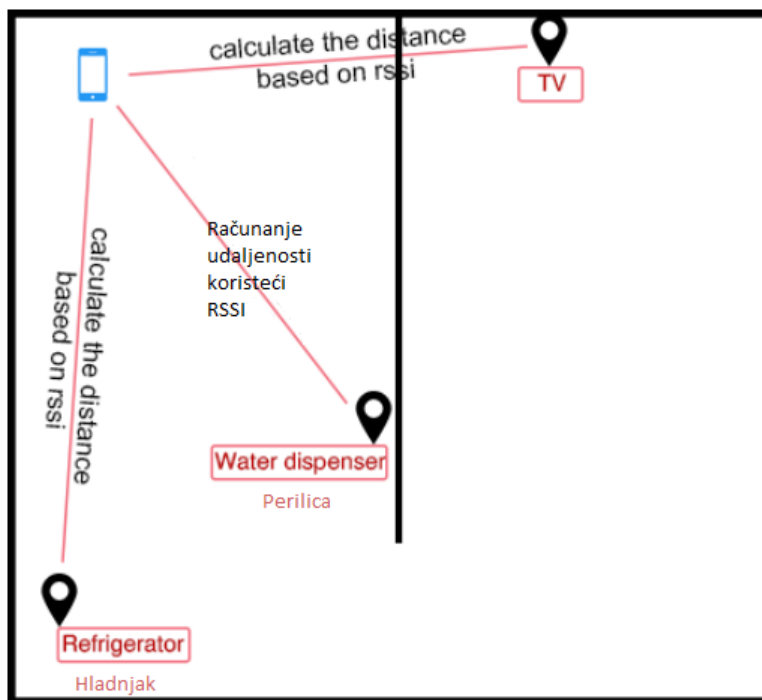 calculate the distance
based on rssi
TV
Računanje
udaljenosti
koristeći
RSSI
calculate the distance
based on rssi
Water dispenser
Perilica
Refrigerator
Hladnjak